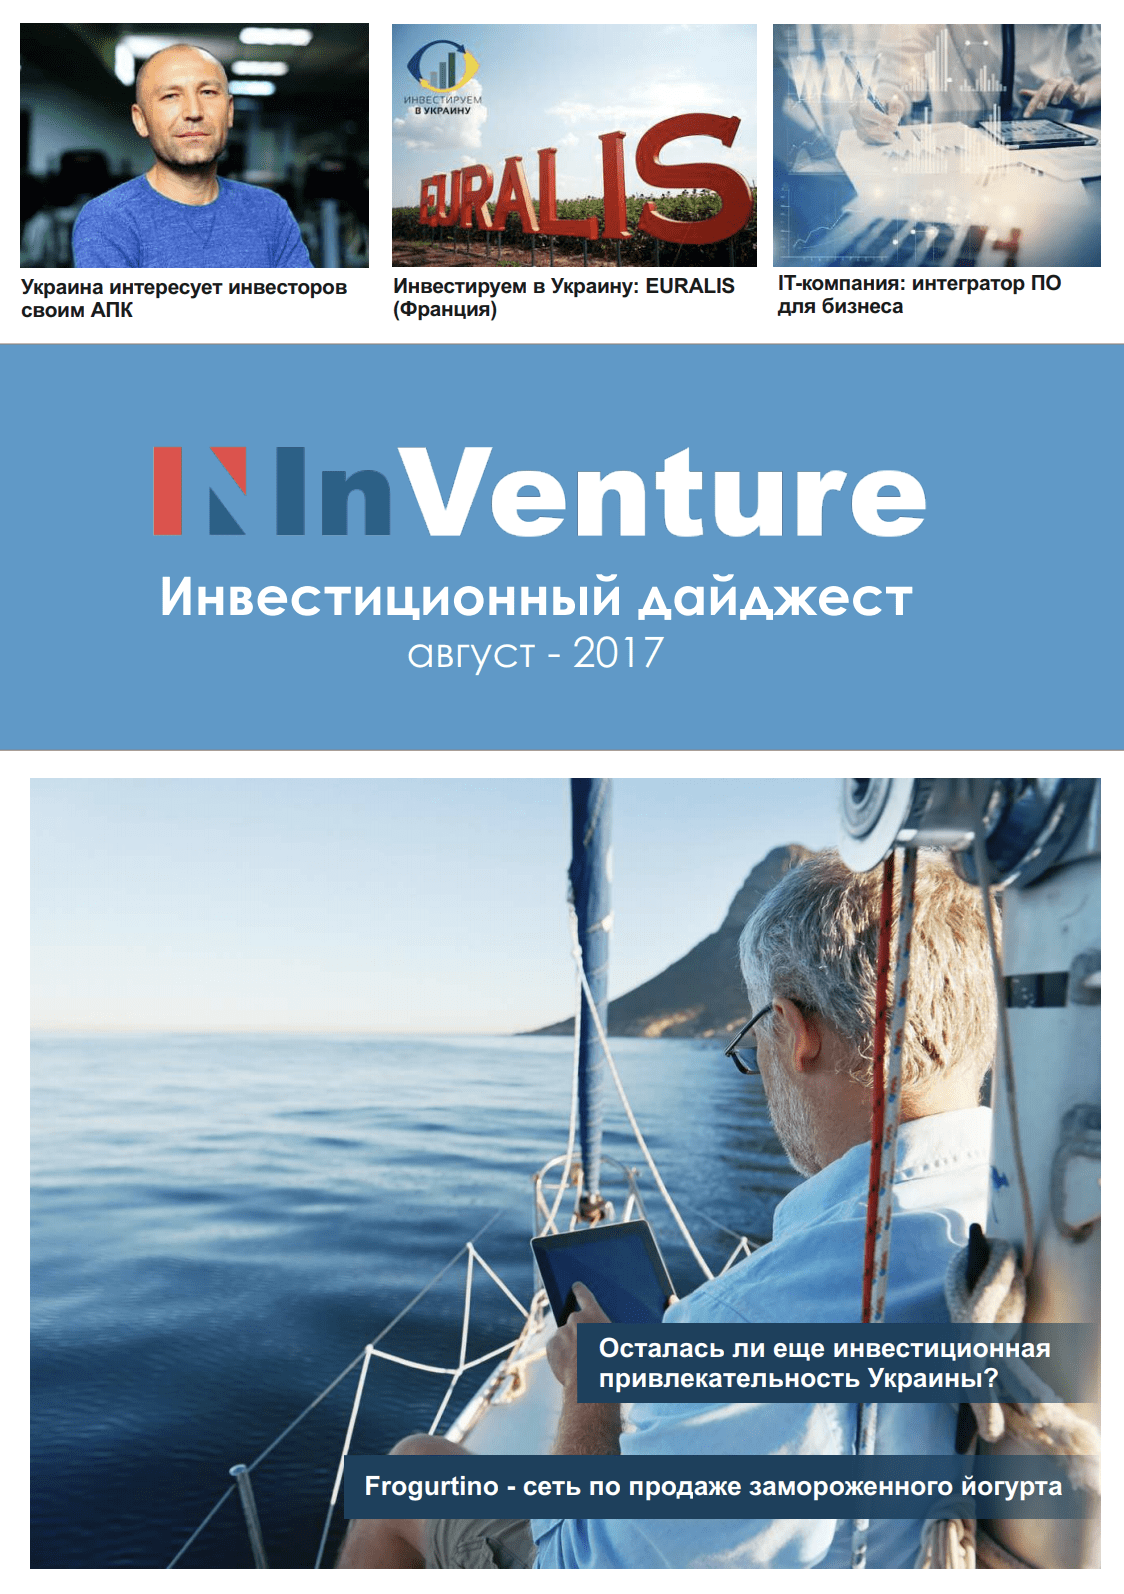 ИНВЕСТИРУЕМ
В УКРАИНУ
EURALIS
Украина интересует инвесторов
своим АПК
Инвестируем в Украину: EURALIS
(Франция)
IT-компания: интегратор ПО
для бизнеса
InVenture
Инвестиционный дайджест
август - 2017
Осталась ли еще инвестиционная
привлекательность Украины?
Frogurtino - сеть по продаже замороженного йогурта